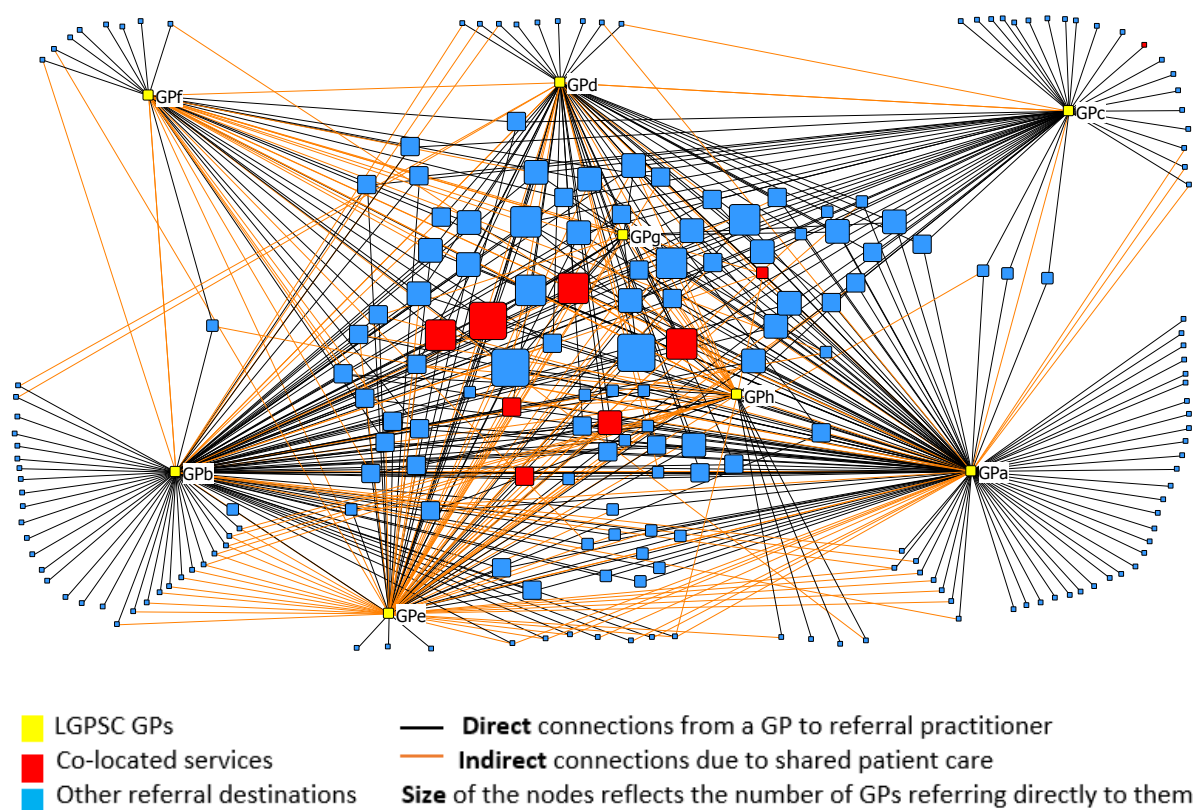 GPf
GPd
GPc
GPg
GPh
GPb
GPa
GPe
LGPSC GPs
Direct connections from a GP to referral practitioner
Co-located services
Indirect connections due to shared patient care
Other referral destinations
Size of the nodes reflects the number of GPs referring directly to them